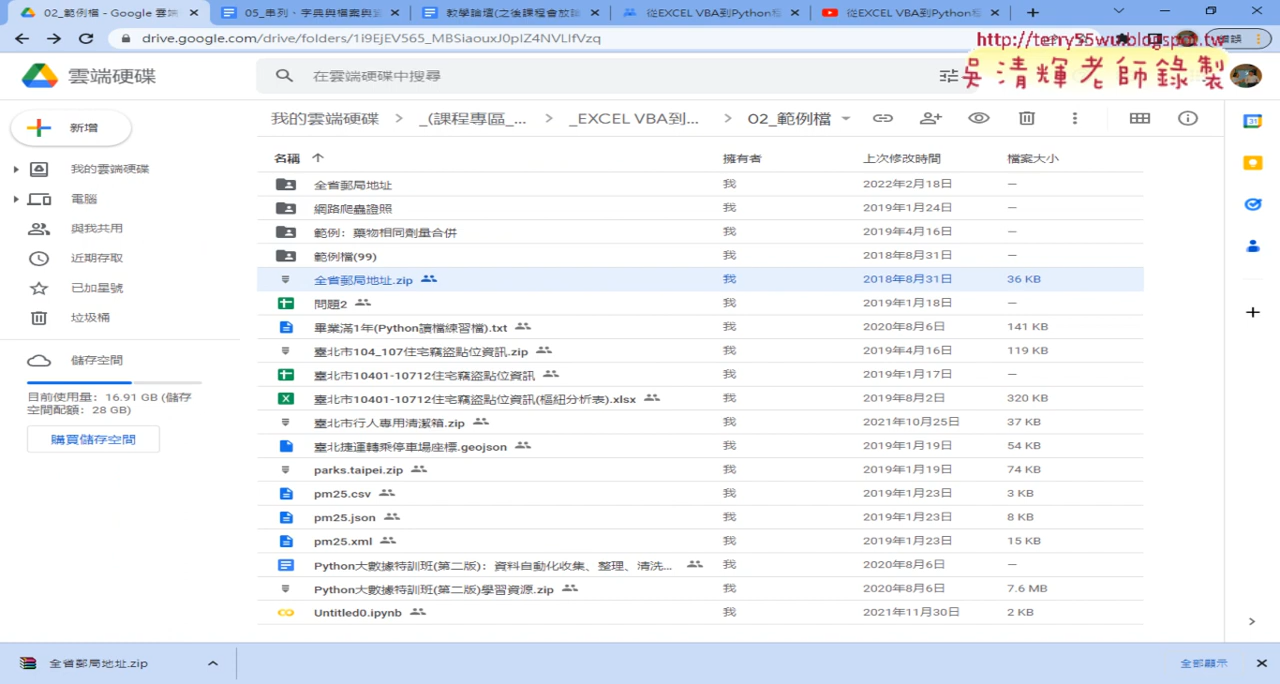 02_範例檔 - Google 雲端
05_串列、字典與檔案與
教學論壇(之後課程會放
從EXCEL VBA到Python
從EXCEL VBA到Python
drive.google.com/drive/folders/1i9EjEV565_MBSiaouxJ0pIZ4NVLIfVzq
http://terry55wu.blogspot.tw
吳清輝老師錄製
雲端硬碟
在雲端硬碟中搜尋
新增
我的雲端硬碟 > _(課程專區_... > _EXCEL VBA到... > 02_範例檔
名稱 擁有者 上次修改時間 檔案大小
我的雲端硬碟
電腦
與我共用
近期存取
已加星號
垃圾桶
儲存空間
目前使用量：16.91 GB (儲存
空間配額：28 GB)
購買儲存空間
全省郵局地址 我 2022年2月18日 —
網路爬蟲證照 我 2019年1月24日 —
範例：藥物相同劑量合併 我 2019年4月16日 —
範例檔(99) 我 2018年8月31日 —
全省郵局地址.zip 我 2018年8月31日 36 KB
問題2 我 2019年1月18日 —
畢業滿1年(Python讀檔練習檔).txt 我 2020年8月6日 141 KB
臺北市104_107住宅竊盜點位資訊.zip 我 2019年4月16日 119 KB
臺北市10401-10712住宅竊盜點位資訊 我 2019年1月17日 —
臺北市10401-10712住宅竊盜點位資訊(樞紐分析表).xlsx 我 2019年8月2日 320 KB
臺北市行人專用清潔箱.zip 我 2021年10月25日 37 KB
臺北捷運轉乘停車場座標.geojson 我 2019年1月19日 54 KB
parks.taipei.zip 我 2019年1月19日 74 KB
pm25.csv 我 2019年1月23日 3 KB
pm25.json 我 2019年1月23日 8 KB
pm25.xml 我 2019年1月23日 15 KB
Python大數據特訓班(第二版)：資料自動化收集、整理、清洗... 我 2020年8月6日 —
Python大數據特訓班(第二版)學習資源.zip 我 2020年8月6日 7.6 MB
Untitled0.ipynb 我 2021年11月30日 2 KB
全省郵局地址.zip
全部顯示